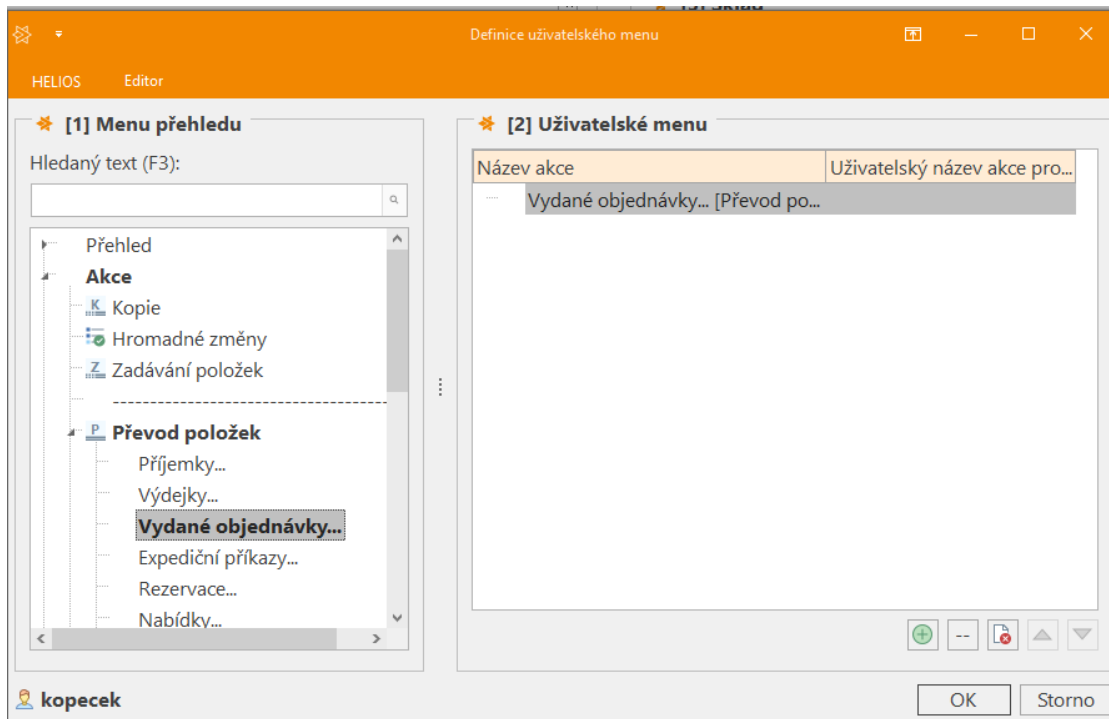 [3] Sklad
Definice uživatelského menu
HELIOS Editor
[1] Menu přehledu
Hledaný text (F3):
Přehled
Akce
K Kopie
Hromadné změny
Z Zadávání položek
------------------------------------
P Převod položek
Příjemky...
Výdejky...
Vydané objednávky...
Expediční příkazy...
Rezervace...
Nabídky...
[2] Uživatelské menu
Název akce Uživatelský název akce pro...
Vydané objednávky... [Převod po...
--
kopecek
OK Storno